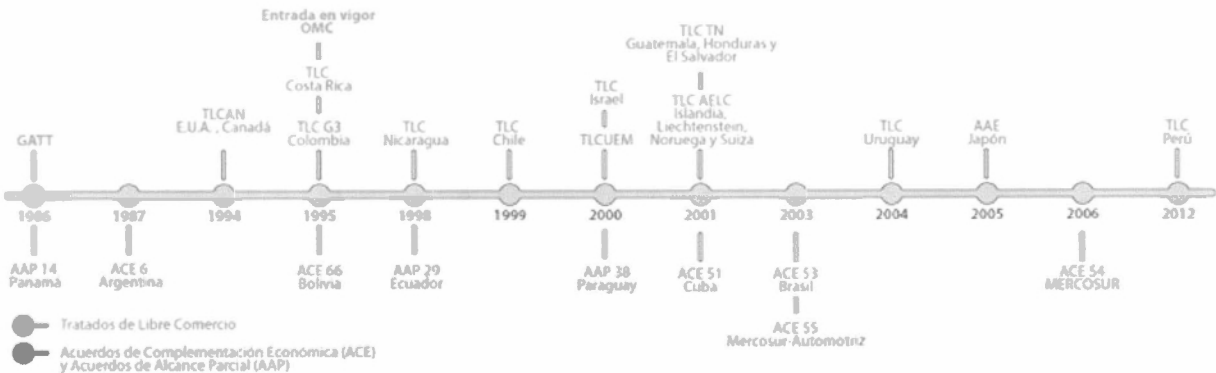 Entrada en vigor
OMC
TLC
Costa Rica
TLC TN
Guatemala, Honduras y
El Salvador
GATT
TLCAN
E.U.A., Canadá
TLC G3
Colombia
TLC
Nicaragua
TLC
Chile
TLC
Israel
TLCUEM
TLC AELC
Islandia,
Liechtenstein,
Noruega y Suiza
TLC
Uruguay
AAE
Japón
TLC
Perú
1986
1987
1994
1995
1998
1999
2000
2001
2003
2004
2005
2006
2012
AAP 14
Panamá
ACE 6
Argentina
ACE 66
Bolivia
AAP 29
Ecuador
AAP 38
Paraguay
ACE 51
Cuba
ACE 53
Brasil
ACE 55
Mercosur-Automotriz
ACE 54
MERCOSUR
Tratados de Libre Comercio
Acuerdos de Complementación Económica (ACE)
y Acuerdos de Alcance Parcial (AAP)